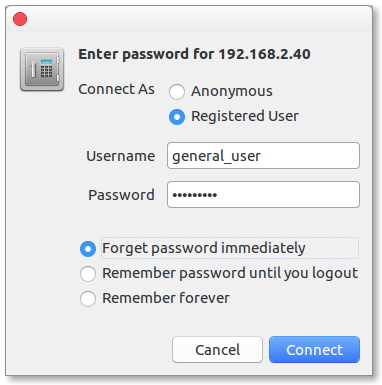 Enter password for 192.168.2.40
Connect As Anonymous
Registered User
Username general_user
Password •••••••••
Forget password immediately
Remember password until you logout
Remember forever
Cancel Connect